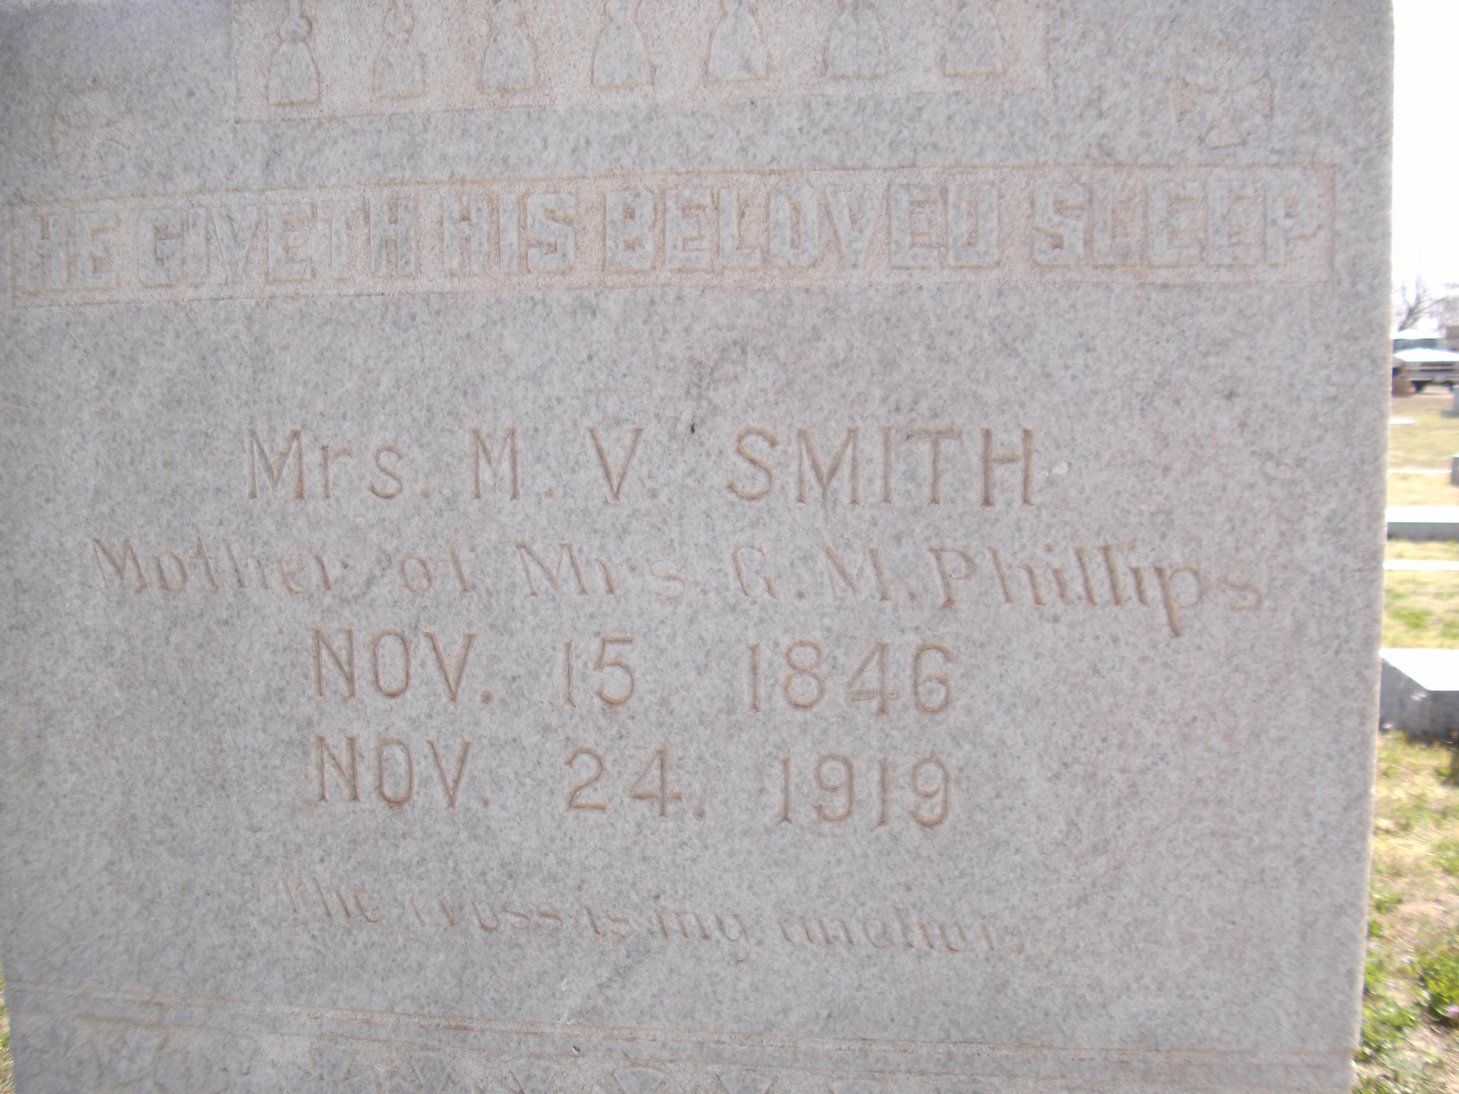 HE GIVETH HIS BELOVED SLEEP
Mrs. M. V. SMITH
Mother of Mrs. G. M. Phillips
NOV. 15. 1846
NOV. 24. 1919
The cross is my anchor.